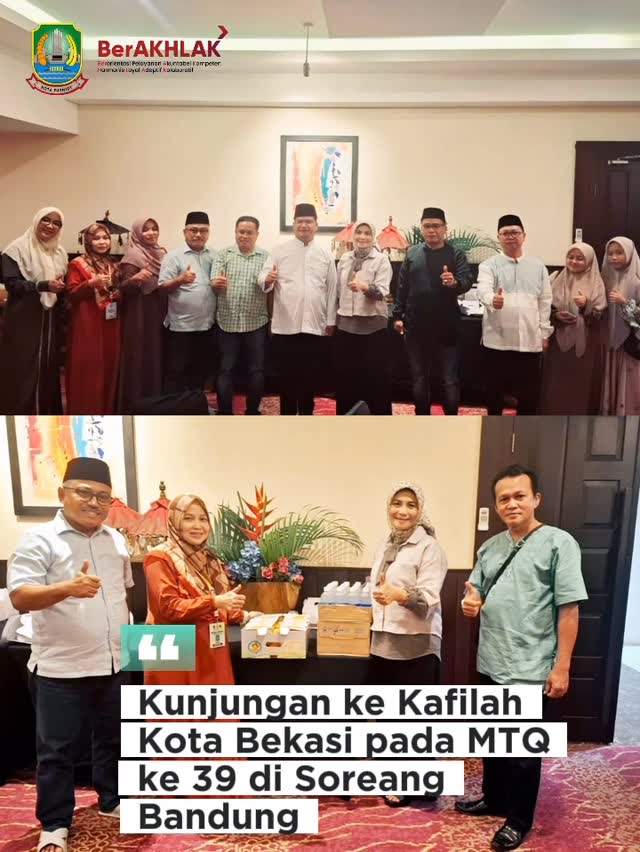 BerAKHLAK
Berorientasi Pelayanan Akuntabel Kompeten
Harmonis Loyal Adaptif Kolaboratif
KOTA PATRIOT
Kunjungan ke Kafilah
Kota Bekasi pada MTQ
ke 39 di Soreang
Bandung